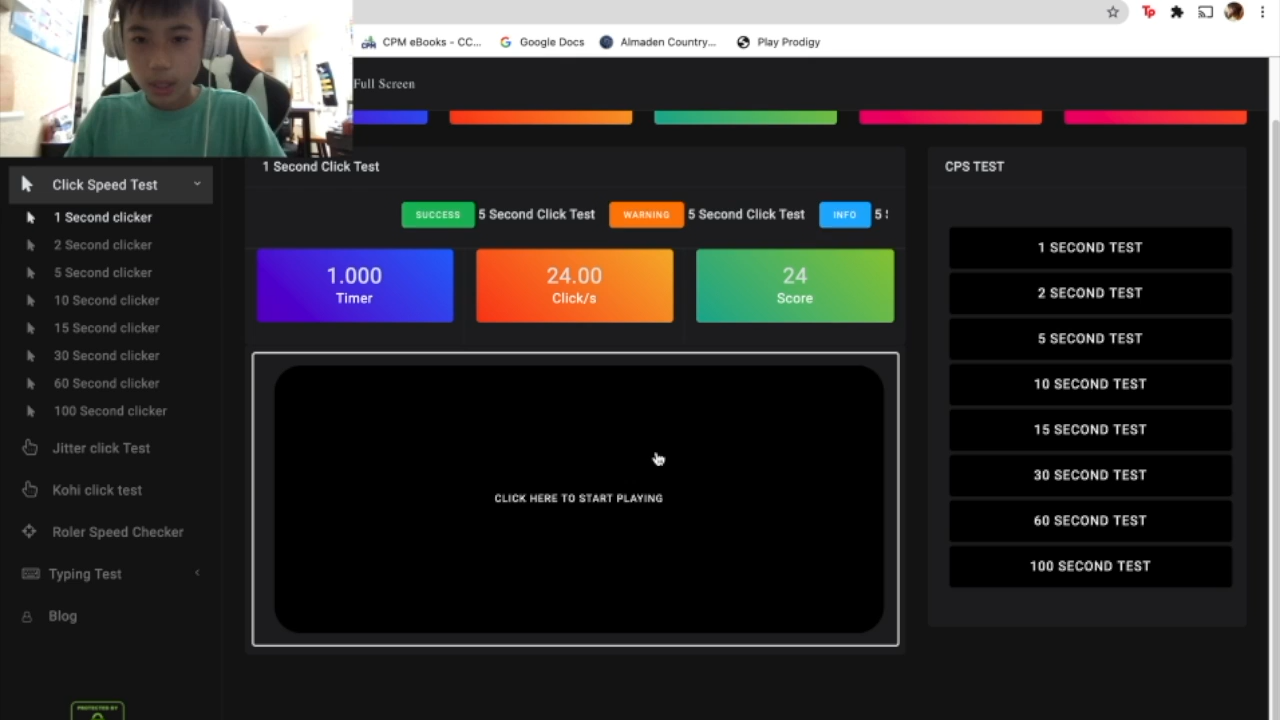 Tp
CPM eBooks - CC... Google Docs Almaden Country... Play Prodigy
Full Screen
1 Second Click Test
CPS TEST
Click Speed Test
SUCCESS 5 Second Click Test WARNING 5 Second Click Test INFO 5
1 Second clicker
2 Second clicker
5 Second clicker
10 Second clicker
15 Second clicker
30 Second clicker
60 Second clicker
100 Second clicker
Jitter click Test
Kohi click test
Roler Speed Checker
Typing Test
Blog
PROTECTED BY
1.000
Timer
24.00
Click/s
24
Score
CLICK HERE TO START PLAYING
1 SECOND TEST
2 SECOND TEST
5 SECOND TEST
10 SECOND TEST
15 SECOND TEST
30 SECOND TEST
60 SECOND TEST
100 SECOND TEST